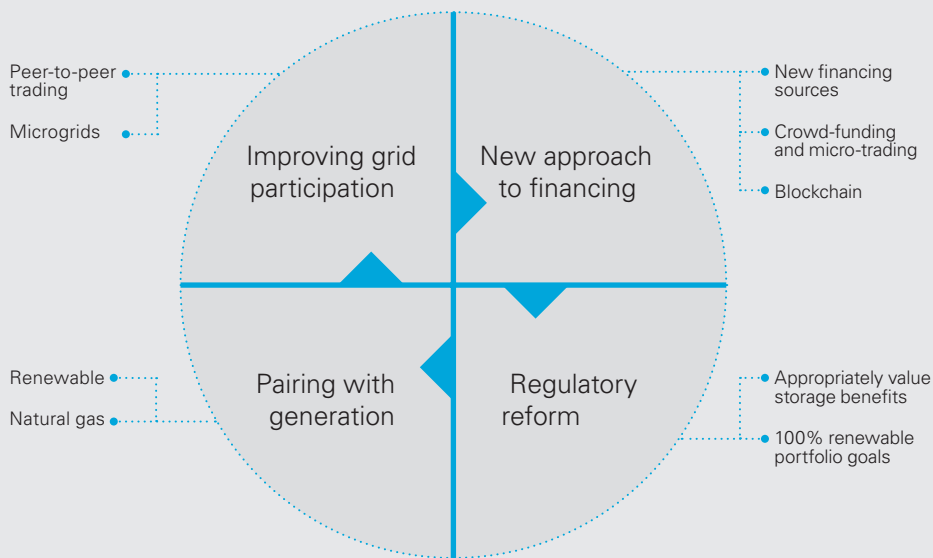 Peer-to-peer
trading
Microgrids
Improving grid
participation
New approach
to financing
New financing
sources
Crowd-funding
and micro-trading
Blockchain
Renewable
Natural gas
Pairing with
generation
Regulatory
reform
Appropriately value
storage benefits
100% renewable
portfolio goals